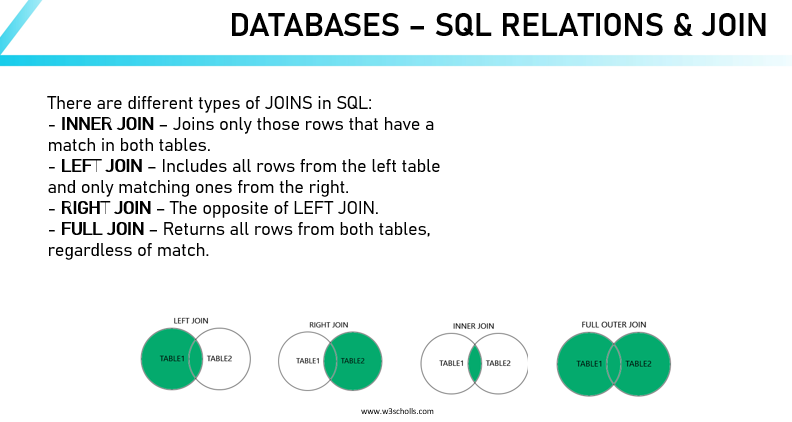 DATABASES – SQL RELATIONS & JOIN
There are different types of JOINS in SQL:
- INNER JOIN – Joins only those rows that have a
match in both tables.
- LEFT JOIN – Includes all rows from the left table
and only matching ones from the right.
- RIGHT JOIN – The opposite of LEFT JOIN.
- FULL JOIN – Returns all rows from both tables,
regardless of match.
LEFT JOIN
TABLE1 TABLE2
RIGHT JOIN
TABLE1 TABLE2
INNER JOIN
TABLE1 TABLE2
FULL OUTER JOIN
TABLE1 TABLE2
www.w3scholls.com